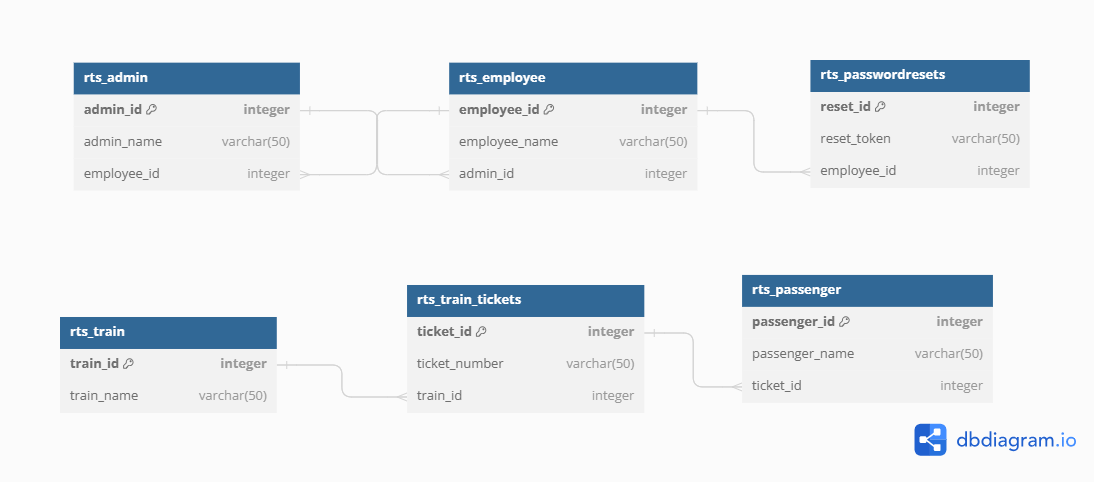 rts_admin
admin_id integer
admin_name varchar(50)
employee_id integer
rts_employee
employee_id integer
employee_name varchar(50)
admin_id integer
rts_passwordresets
reset_id integer
reset_token varchar(50)
employee_id integer
rts_train
train_id integer
train_name varchar(50)
rts_train_tickets
ticket_id integer
ticket_number varchar(50)
train_id integer
rts_passenger
passenger_id integer
passenger_name varchar(50)
ticket_id integer
dbdiagram.io